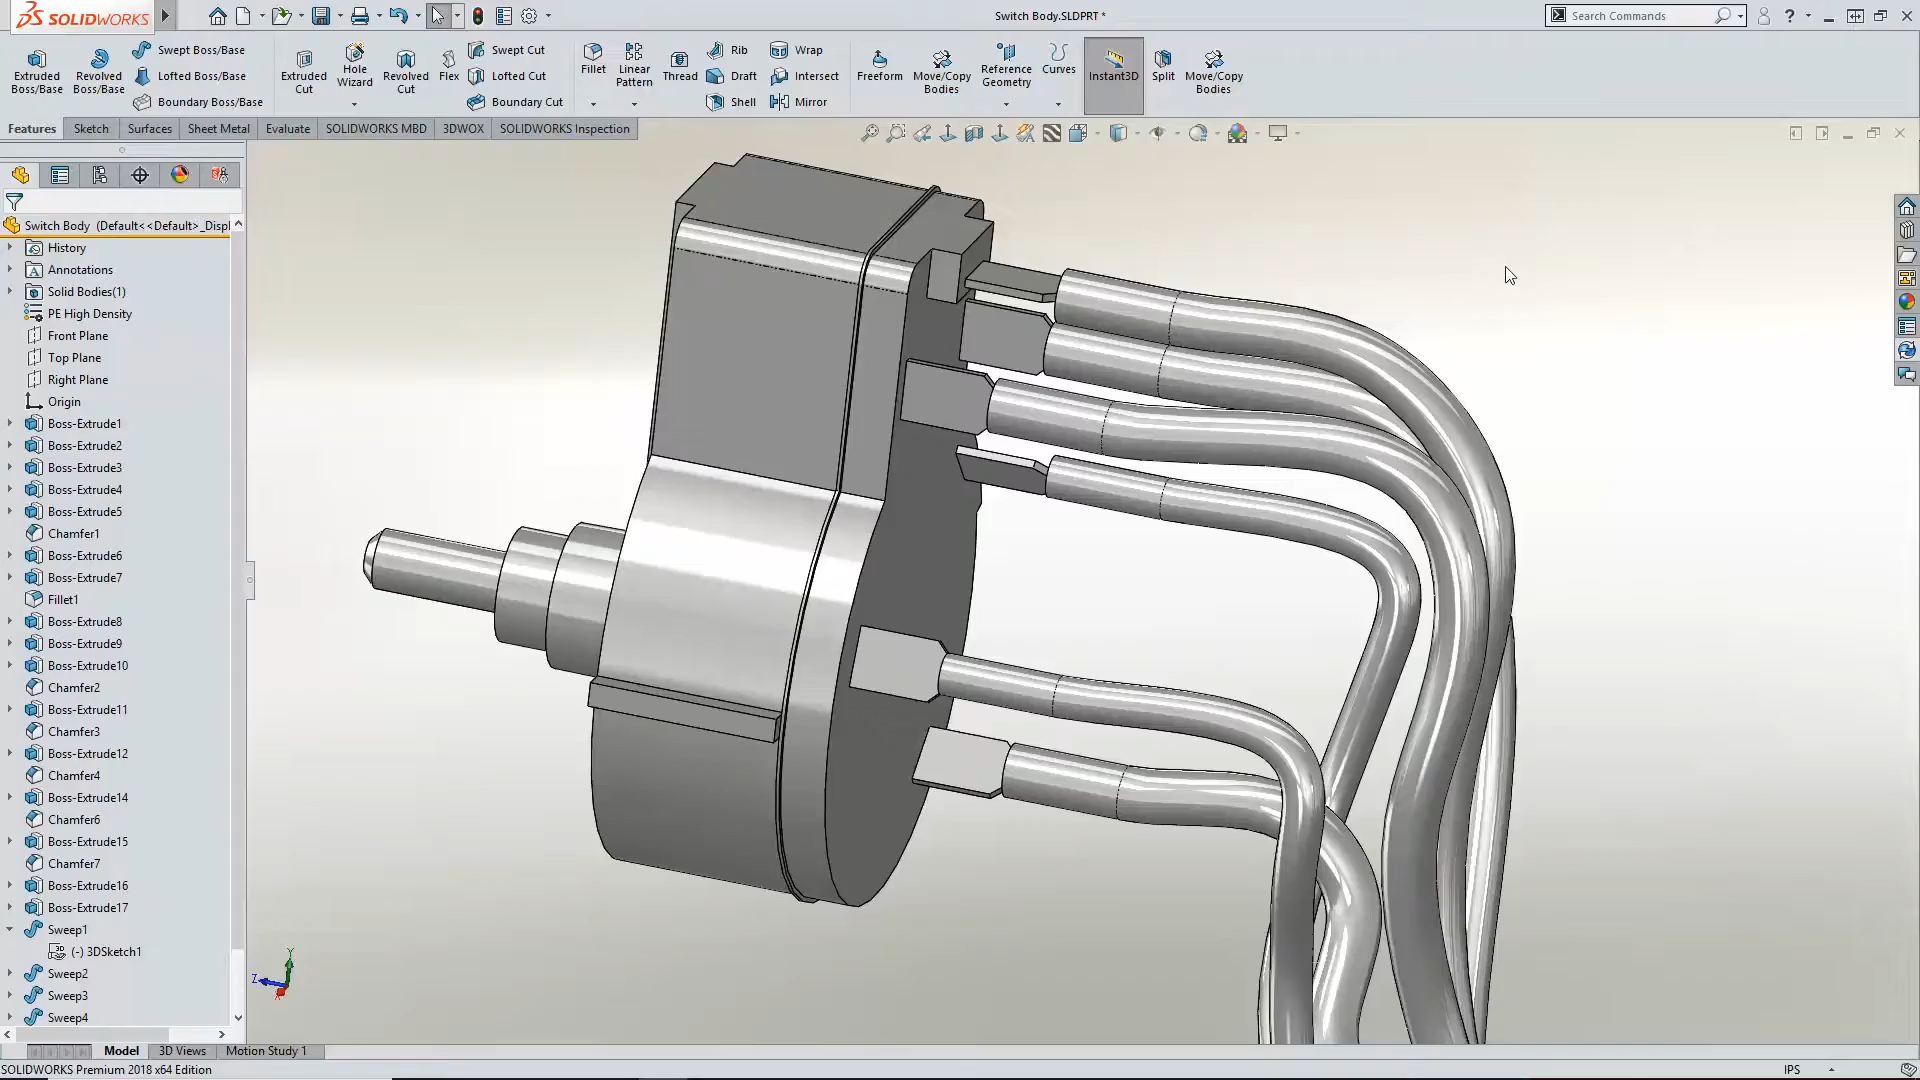 SOLIDWORKS
Switch Body.SLDPRT *
Search Commands
?
Extruded Boss/Base
Revolved Boss/Base
Swept Boss/Base
Lofted Boss/Base
Boundary Boss/Base
Extruded Cut
Hole Wizard
Revolved Cut
Flex
Swept Cut
Lofted Cut
Boundary Cut
Fillet
Linear Pattern
Thread
Rib
Draft
Shell
Wrap
Intersect
Mirror
Freeform
Move/Copy Bodies
Reference Geometry
Curves
Instant3D
Split
Move/Copy Bodies
Features
Sketch
Surfaces
Sheet Metal
Evaluate
SOLIDWORKS MBD
3DWOX
SOLIDWORKS Inspection
Switch Body (Default<<Default>_Displ
History
Annotations
Solid Bodies(1)
PE High Density
Front Plane
Top Plane
Right Plane
Origin
Boss-Extrude1
Boss-Extrude2
Boss-Extrude3
Boss-Extrude4
Boss-Extrude5
Chamfer1
Boss-Extrude6
Boss-Extrude7
Fillet1
Boss-Extrude8
Boss-Extrude9
Boss-Extrude10
Chamfer2
Boss-Extrude11
Chamfer3
Boss-Extrude12
Chamfer4
Boss-Extrude14
Chamfer6
Boss-Extrude15
Chamfer7
Boss-Extrude16
Boss-Extrude17
Sweep1
(-) 3DSketch1
Sweep2
Sweep3
Sweep4
Y
Z
X
Model
3D Views
Motion Study 1
SOLIDWORKS Premium 2018 x64 Edition
IPS